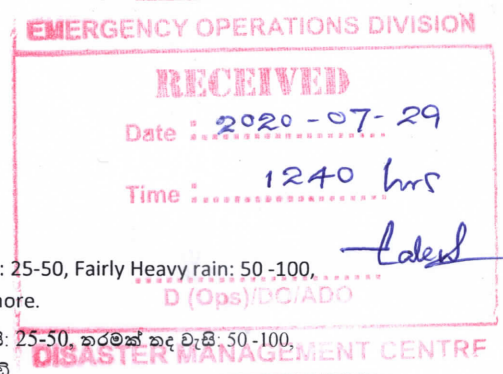 EMERGENCY OPERATIONS DIVISION
RECEIVED
Date : 2020-07-29
Time : 1240 hrs
: 25-50, Fairly Heavy rain: 50 -100,
more.
D (Ops)/DC/ADO
: 25-50, තරමක් තද වැසි: 50 -100,
DISASTER MANAGEMENT CENTRE